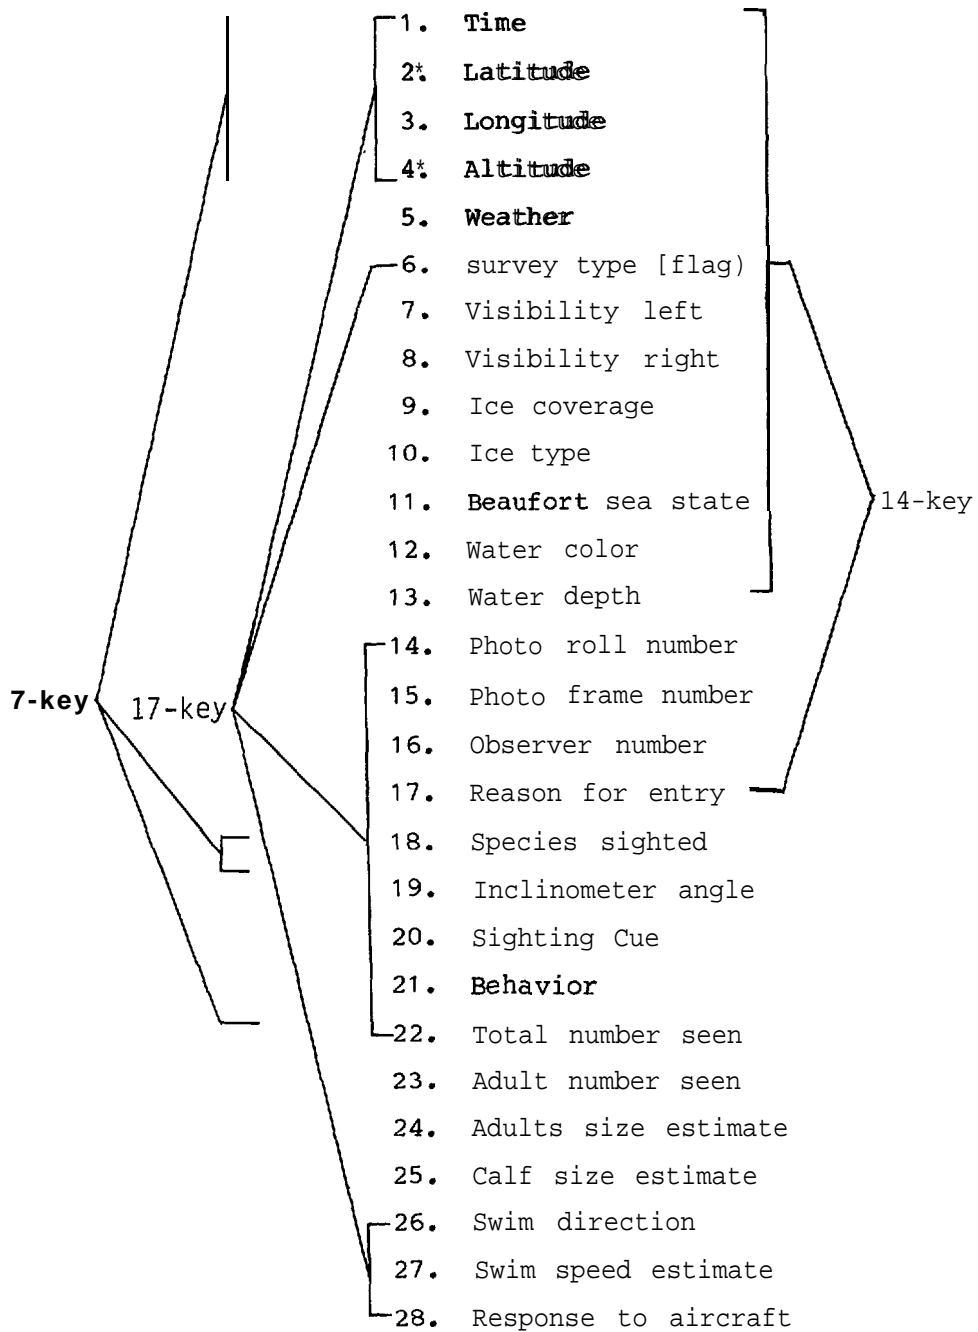 1. Time
2*. Latitude
3. Longitude
4*. Altitude
5. Weather
6. survey type [flag)
7. Visibility left
8. Visibility right
9. Ice coverage
10. Ice type
11. Beaufort sea state
14-key
12. Water color
13. Water depth
14. Photo roll number
15. Photo frame number
7-key 17-key
16. Observer number
17. Reason for entry
18. Species sighted
19. Inclinometer angle
20. Sighting Cue
21. Behavior
22. Total number seen
23. Adult number seen
24. Adults size estimate
25. Calf size estimate
26. Swim direction
27. Swim speed estimate
28. Response to aircraft